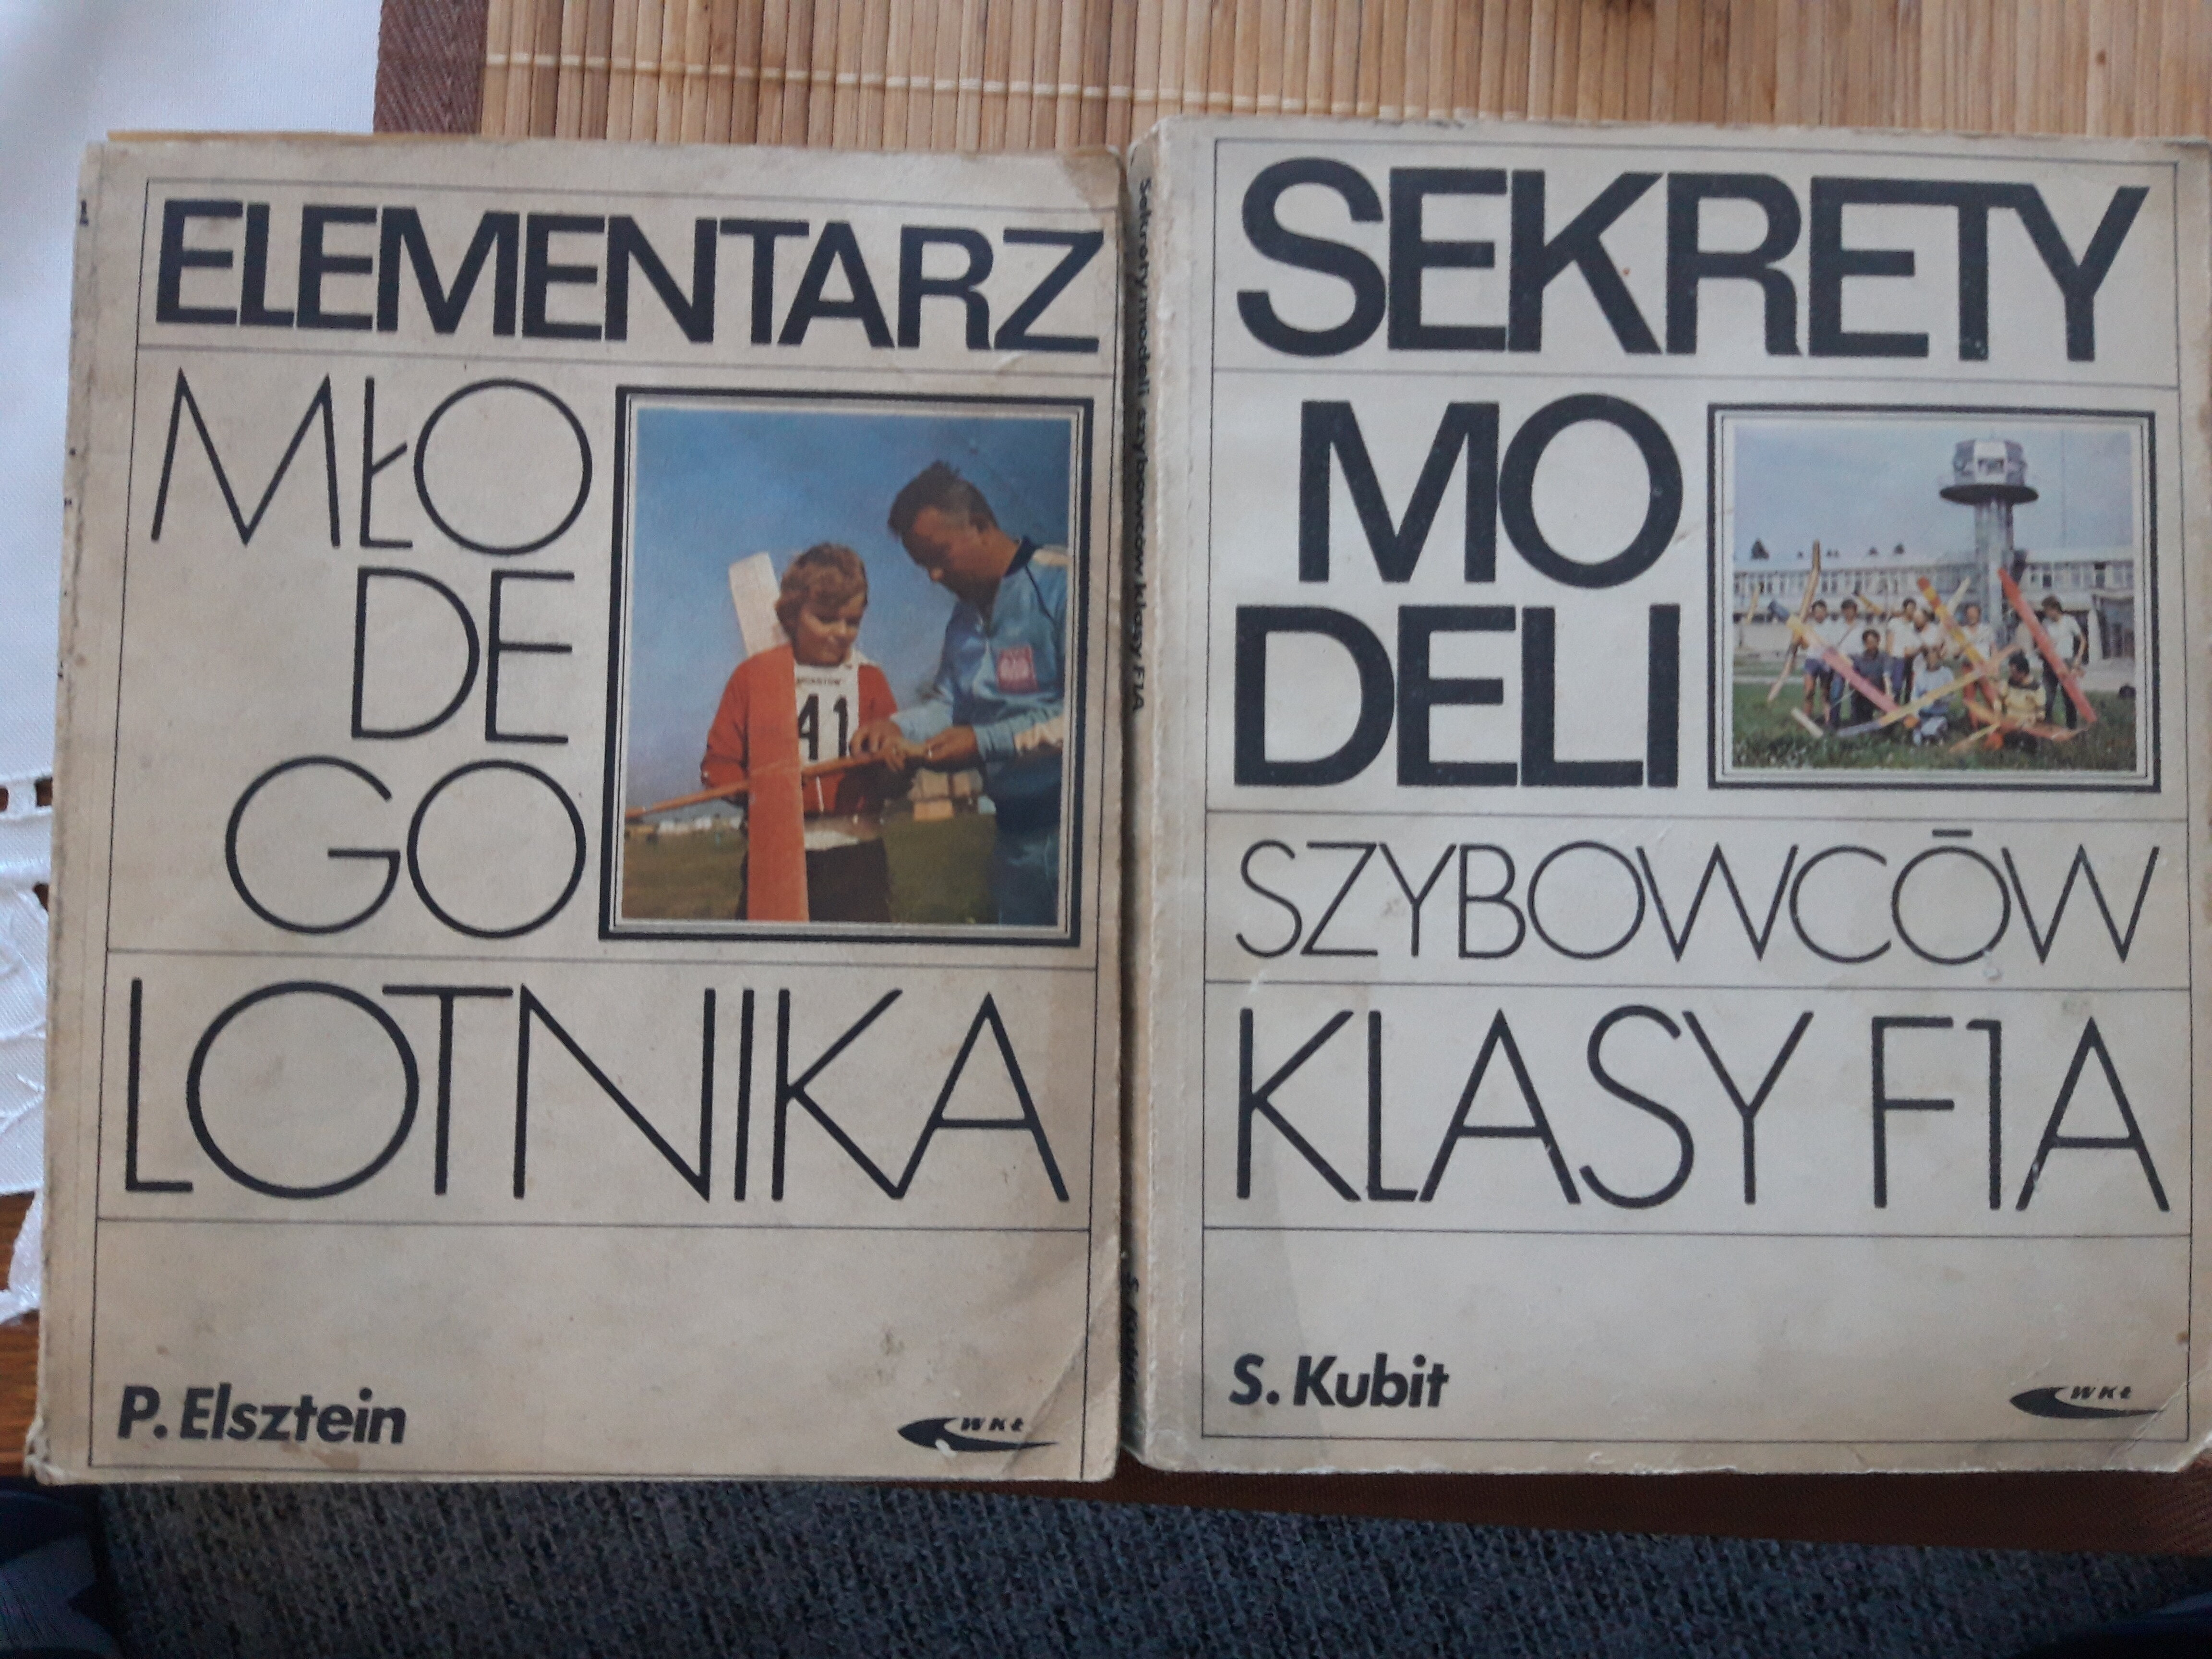 ELEMENTARZ
MŁO
DE
GO
LOTNIKA
41
P. Elsztein
WKŁ
Sekrety modeli szybowców klasy F1A
SEKRETY
MO
DELI
SZYBOWCÓW
KLASY F1A
S. Kubit
WKŁ